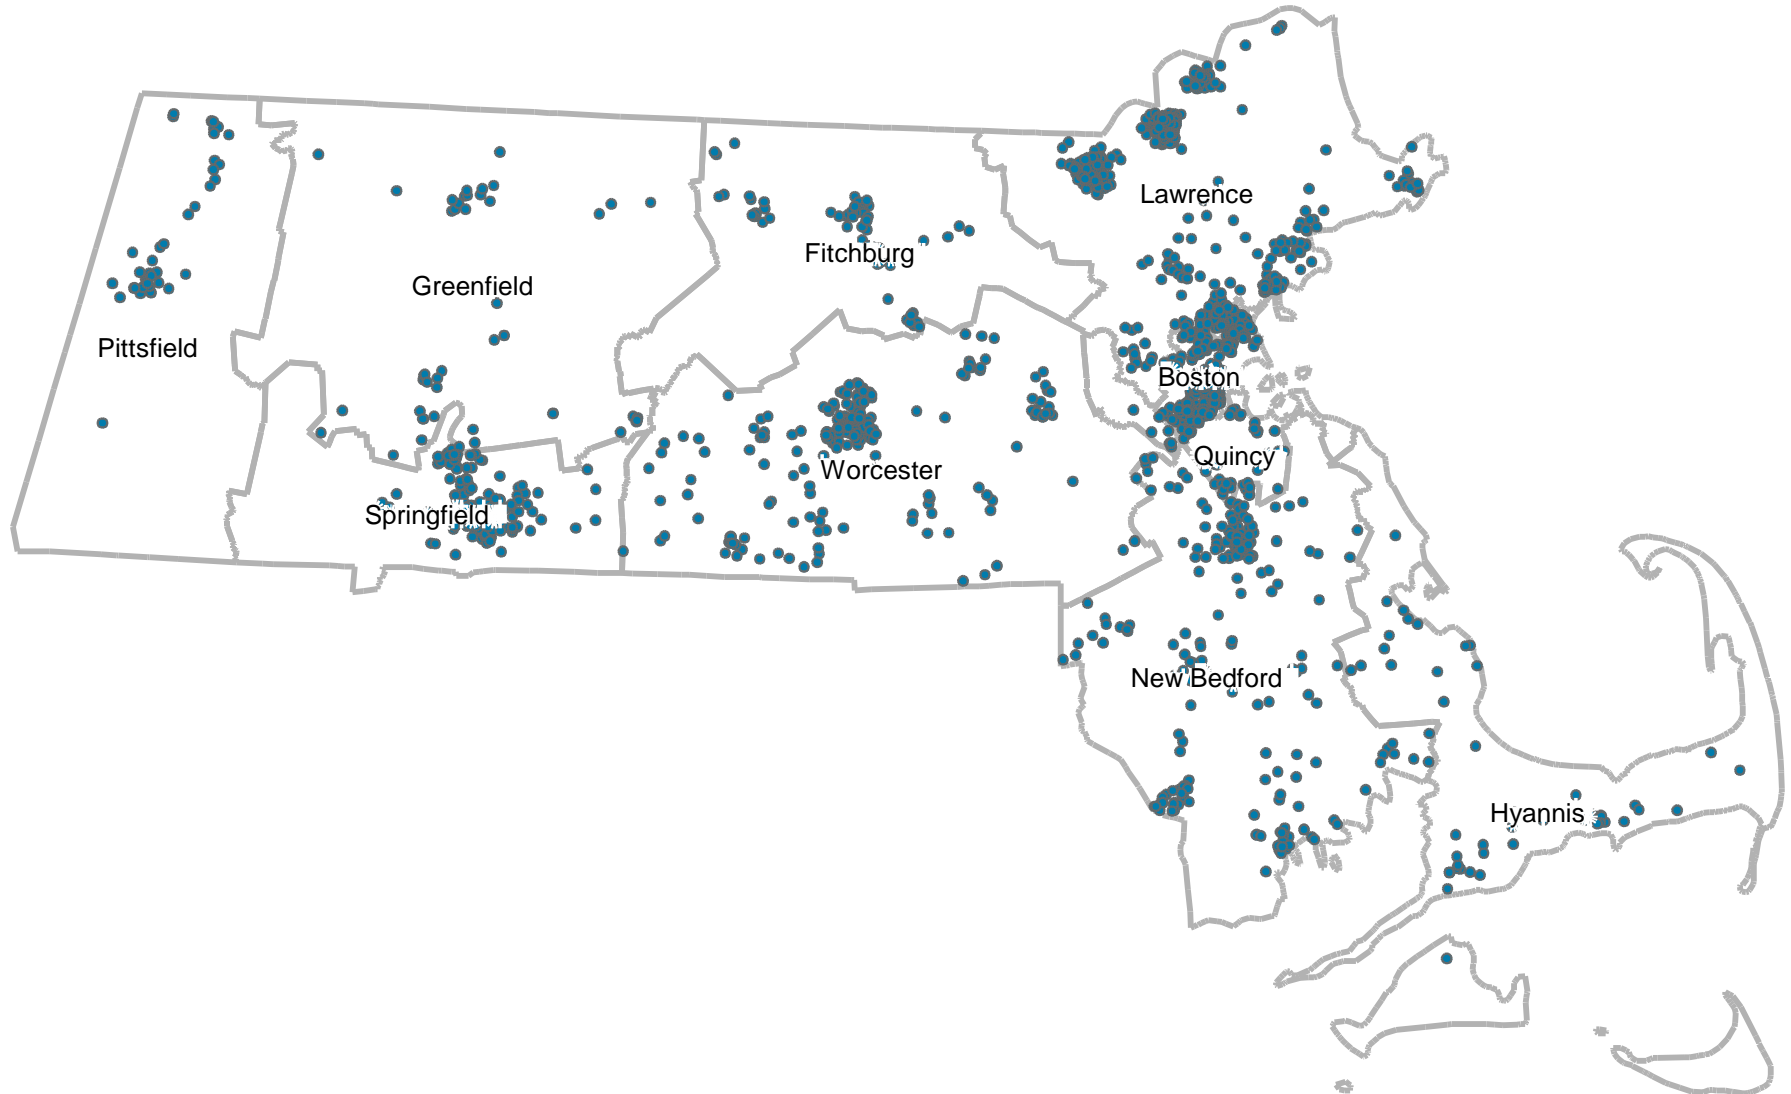 Lawrence
Fitchburg
Greenfield
Pittsfield
Boston
Quincy
Worcester
Springfield
New Bedford
Hyannis